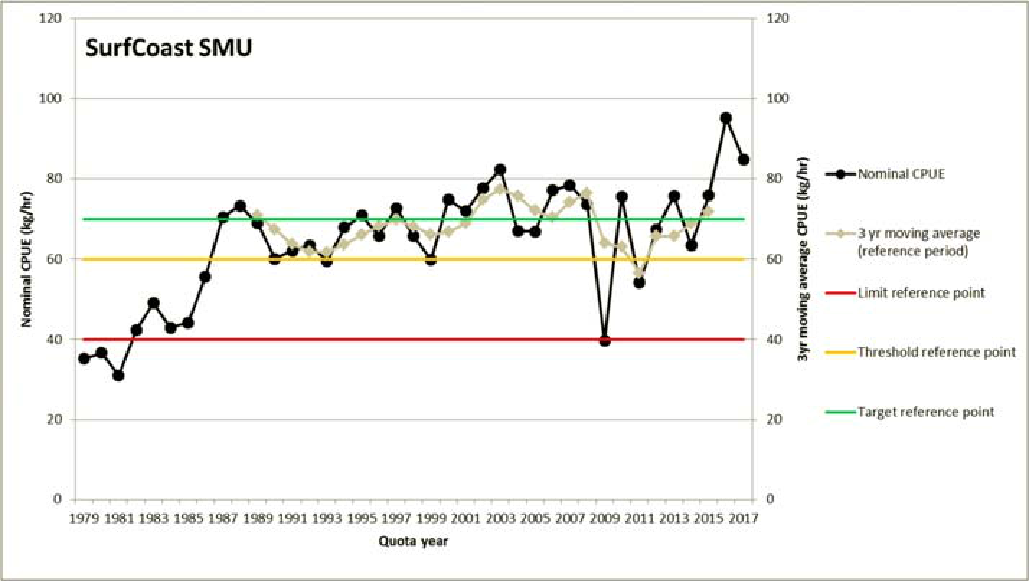 SurfCoast SMU
120
100
80
60
40
20
0
Nominal CPUE (kg/hr)
120
100
80
60
40
20
0
3yr moving average CPUE (kg/hr)
1979 1981 1983 1985 1987 1989 1991 1993 1995 1997 1999 2001 2003 2005 2007 2009 2011 2013 2015 2017
Quota year
Nominal CPUE
3 yr moving average
(reference period)
Limit reference point
Threshold reference point
Target reference point